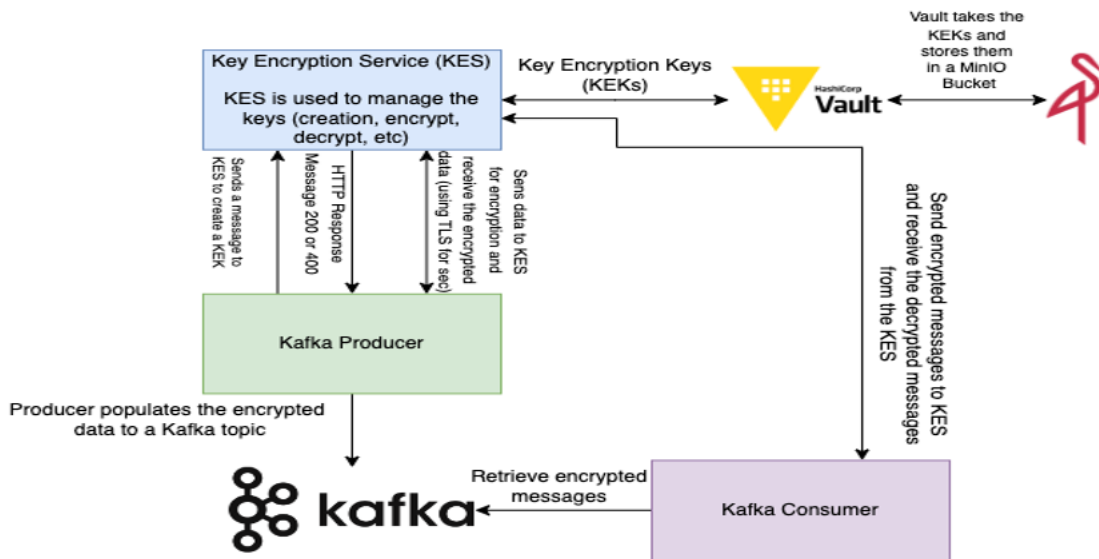 Vault takes the
KEKs and
stores them
in a MinIO
Bucket
Key Encryption Service (KES)
KES is used to manage the
keys (creation, encrypt,
decrypt, etc)
Key Encryption Keys
(KEKs)
HashiCorp
Vault
Sends a message to
KES to create a KEK
HTTP Response
Message 200 or 400
Sens data to KES
for encryption and
receive the encrypted
data (using TLS for sec)
Send encrypted messages to KES
and receive the decrypted messages
from the KES
Kafka Producer
Producer populates the encrypted
data to a Kafka topic
kafka
Retrieve encrypted
messages
Kafka Consumer